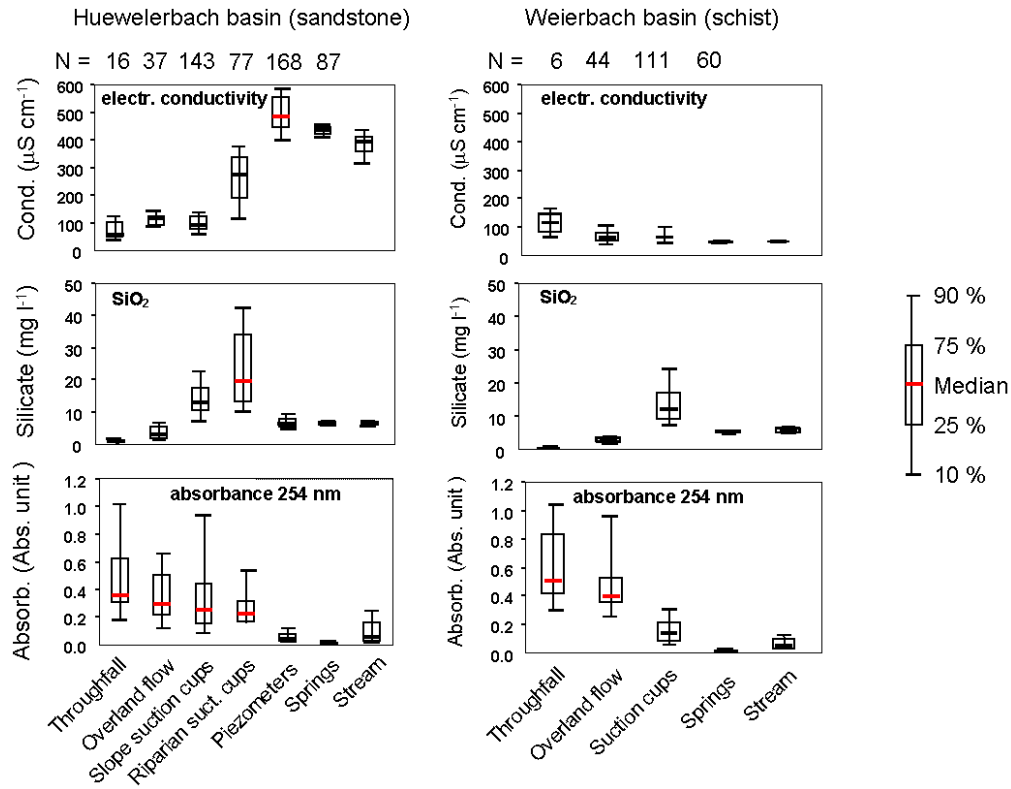 Huewelerbach basin (sandstone)
Weierbach basin (schist)
N = 16 37 143 77 168 87
N = 6 44 111 60
Cond. (µS cm-1)
600
500
400
300
200
100
0
electr. conductivity
Cond. (µS cm-1)
600
500
400
300
200
100
0
electr. conductivity
Silicate (mg l-1)
50
40
30
20
10
0
SiO2
Silicate (mg l-1)
50
40
30
20
10
0
SiO2
90 %
75 %
Median
25 %
10 %
Absorb. (Abs. unit )
1.2
1.0
0.8
0.6
0.4
0.2
0.0
absorbance 254 nm
Absorb. (Abs. unit )
1.2
1.0
0.8
0.6
0.4
0.2
0.0
absorbance 254 nm
Throughfall
Overland flow
Slope suction cups
Riparian suct. cups
Piezometers
Springs
Stream
Throughfall
Overland flow
Suction cups
Springs
Stream